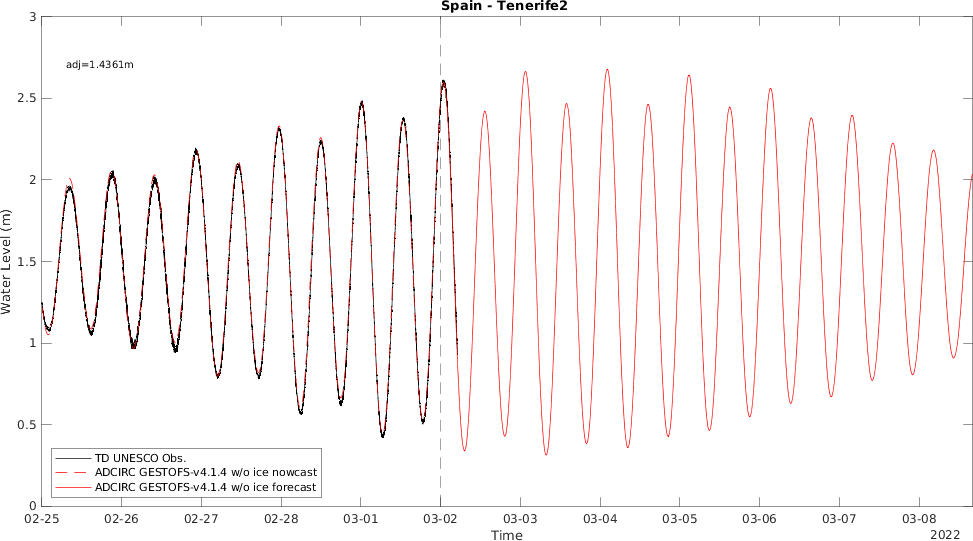 Spain - Tenerife2
adj=1.4361m
3
2.5
2
1.5
1
0.5
0
Water Level (m)
TD UNESCO Obs.
ADCIRC GESTOFS-v4.1.4 w/o ice nowcast
ADCIRC GESTOFS-v4.1.4 w/o ice forecast
02-25 02-26 02-27 02-28 03-01 03-02 03-03 03-04 03-05 03-06 03-07 03-08
2022
Time